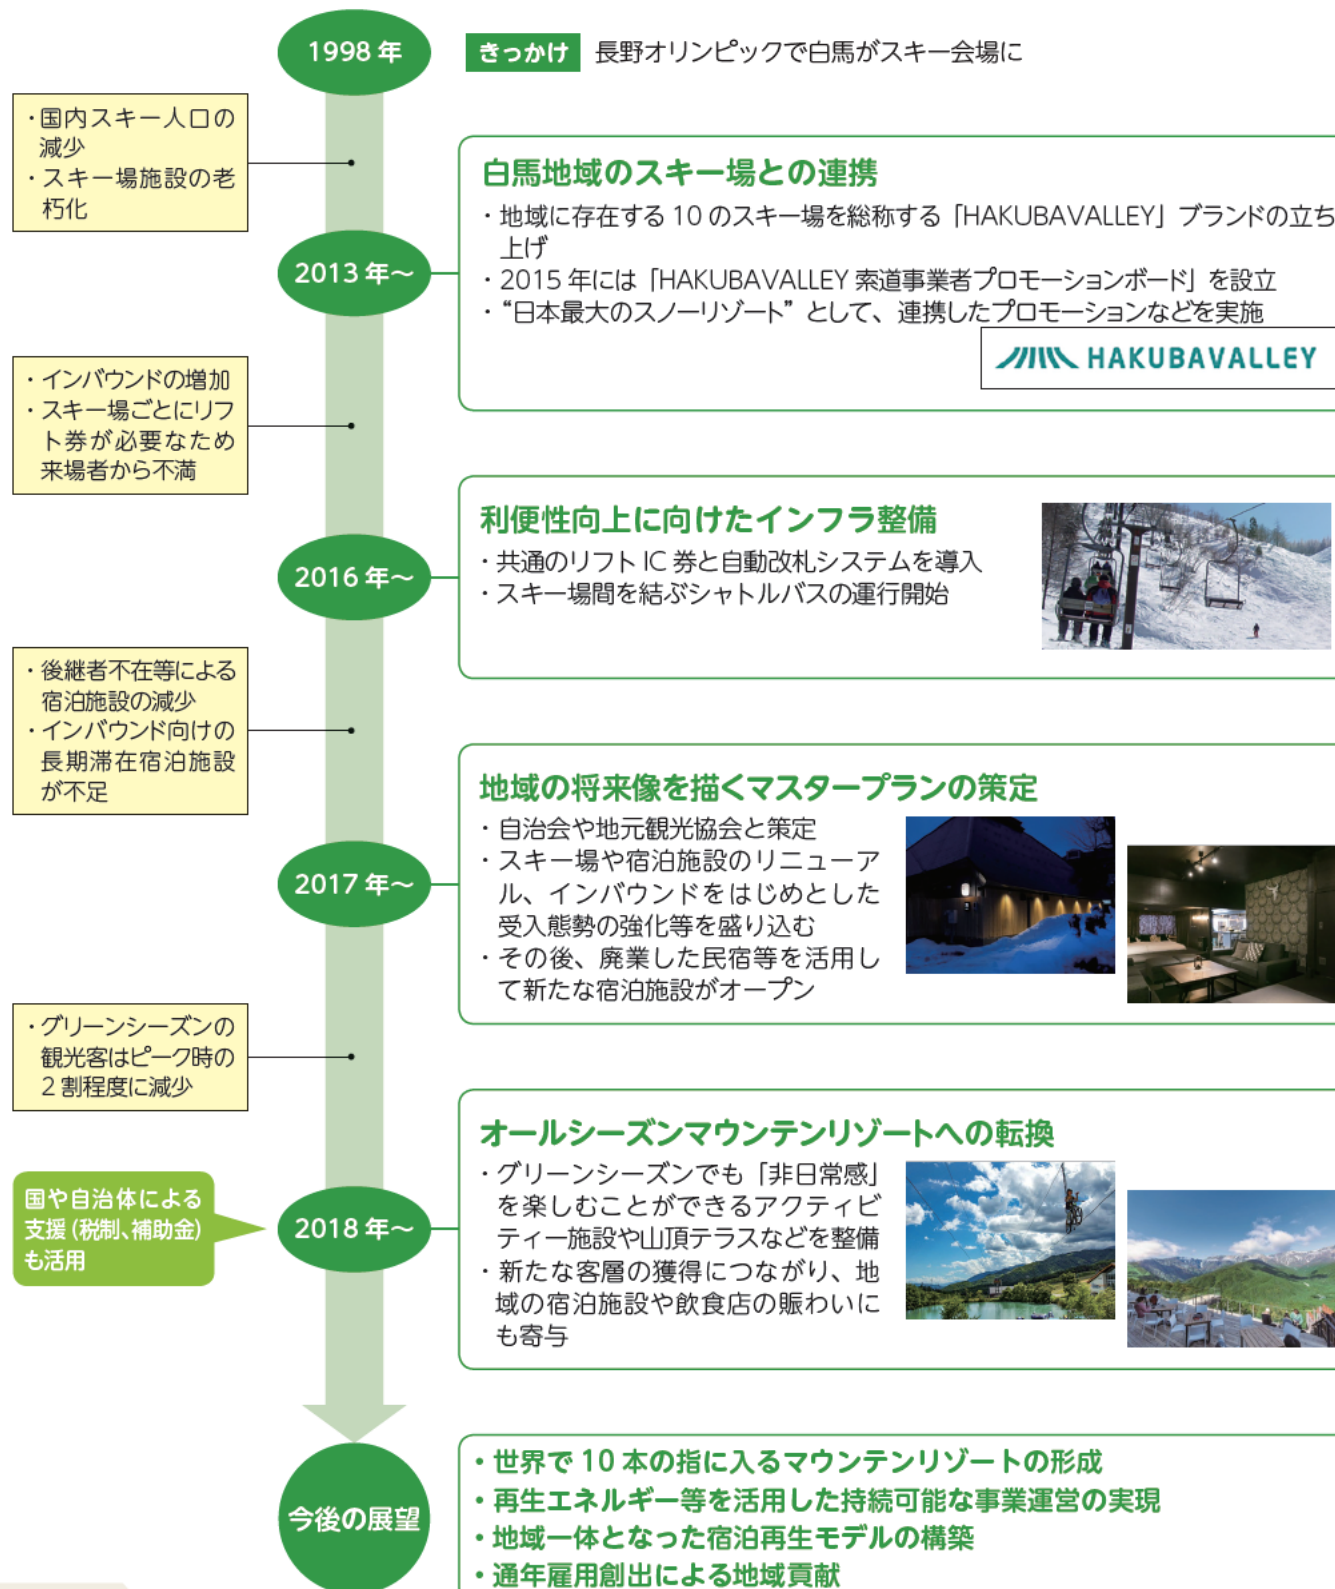 1998 年
きっかけ 長野オリンピックで白馬がスキー会場に
・国内スキー人口の
減少
・スキー場施設の老
朽化
2013 年～
白馬地域のスキー場との連携
・地域に存在する 10 のスキー場を総称する「HAKUBAVALLEY」ブランドの立ち
上げ
・2015 年には「HAKUBAVALLEY 索道事業者プロモーションボード」を設立
・“日本最大のスノーリゾート”として、連携したプロモーションなどを実施
HAKUBAVALLEY
・インバウンドの増加
・スキー場ごとにリフ
ト券が必要なため
来場者から不満
2016 年～
利便性向上に向けたインフラ整備
・共通のリフト IC 券と自動改札システムを導入
・スキー場間を結ぶシャトルバスの運行開始
・後継者不在等による
宿泊施設の減少
・インバウンド向けの
長期滞在宿泊施設
が不足
2017 年～
地域の将来像を描くマスタープランの策定
・自治会や地元観光協会と策定
・スキー場や宿泊施設のリニューア
ル、インバウンドをはじめとした
受入態勢の強化等を盛り込む
・その後、廃業した民宿等を活用し
て新たな宿泊施設がオープン
・グリーンシーズンの
観光客はピーク時の
2 割程度に減少
国や自治体による
支援（税制、補助金）
も活用
2018 年～
オールシーズンマウンテンリゾートへの転換
・グリーンシーズンでも「非日常感」
を楽しむことができるアクティビ
ティー施設や山頂テラスなどを整備
・新たな客層の獲得につながり、地
域の宿泊施設や飲食店の賑わいに
も寄与
今後の展望
・世界で 10 本の指に入るマウンテンリゾートの形成
・再生エネルギー等を活用した持続可能な事業運営の実現
・地域一体となった宿泊再生モデルの構築
・通年雇用創出による地域貢献